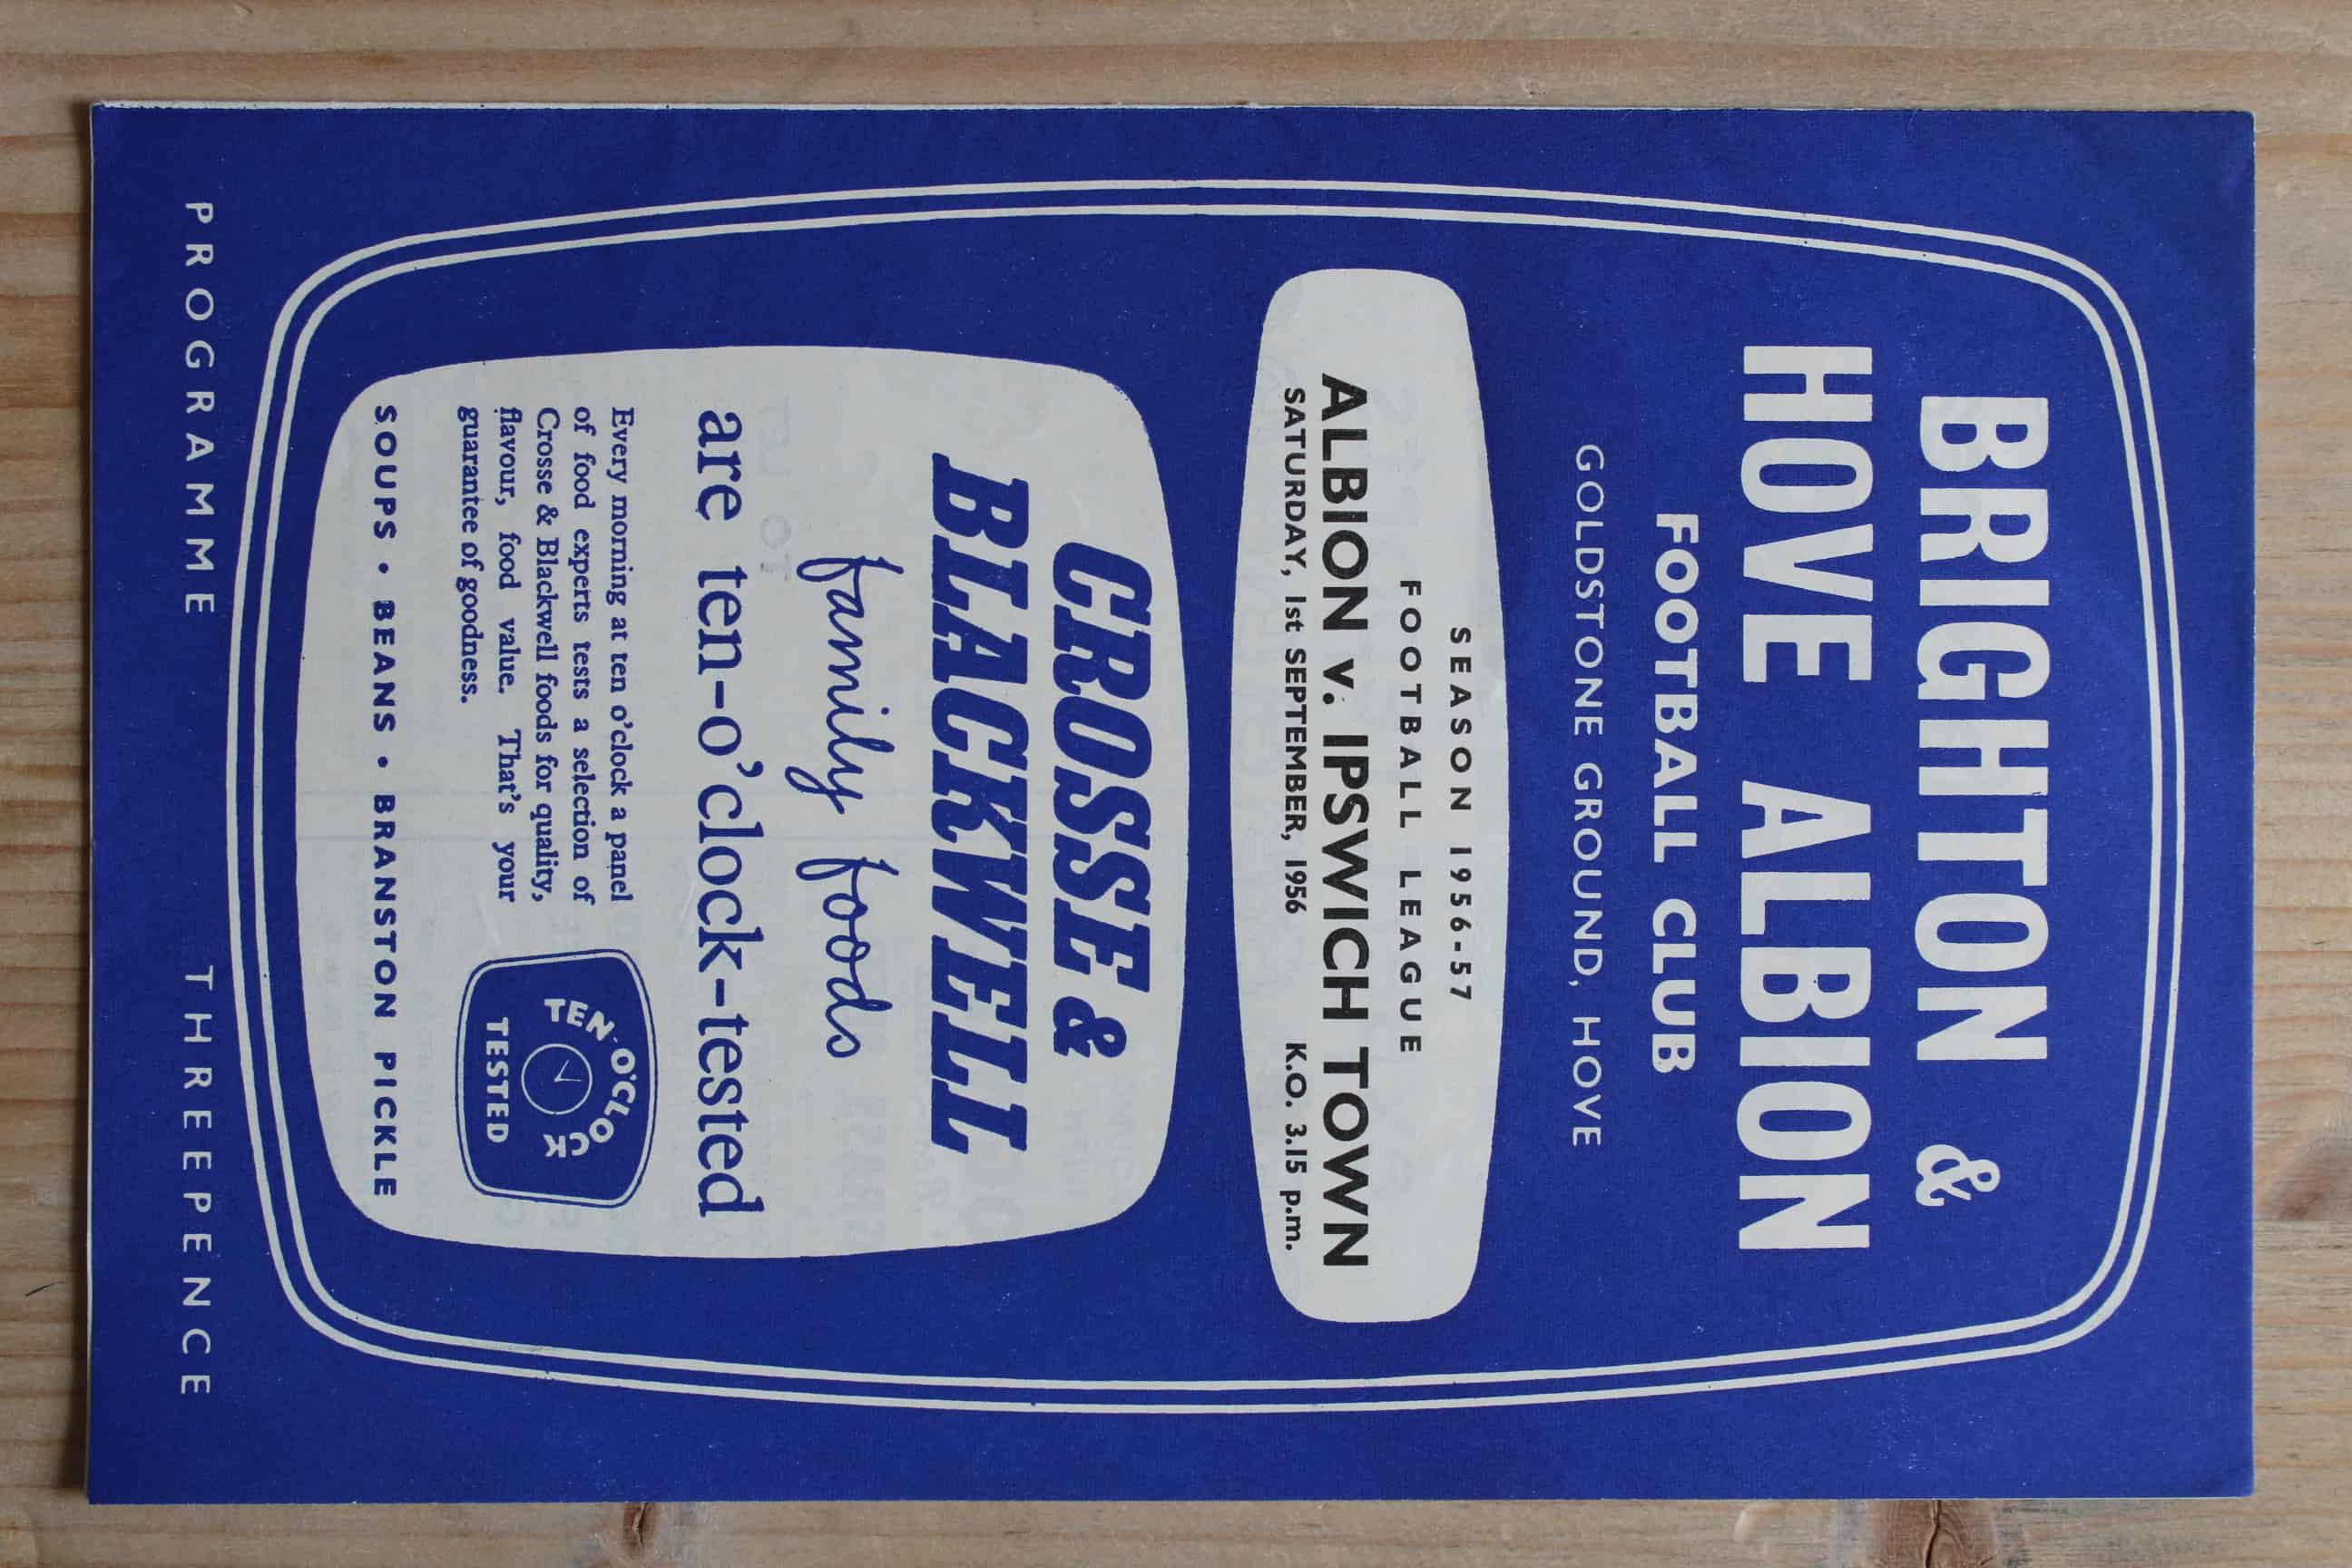 BRIGHTON &
HOVE ALBION
FOOTBALL CLUB
GOLDSTONE GROUND, HOVE
SEASON 1956-57
FOOTBALL LEAGUE
ALBION v. IPSWICH TOWN
SATURDAY, 1st SEPTEMBER, 1956 K.O. 3.15 p.m.
CROSSE &
BLACKWELL
family foods
are ten-o'clock-tested
Every morning at ten o'clock a panel
of food experts tests a selection of
Crosse & Blackwell foods for quality,
flavour, food value. That's your
guarantee of goodness.
TEN-O'CLOCK
TESTED
SOUPS • BEANS • BRANSTON PICKLE
PROGRAMME THREEPENCE